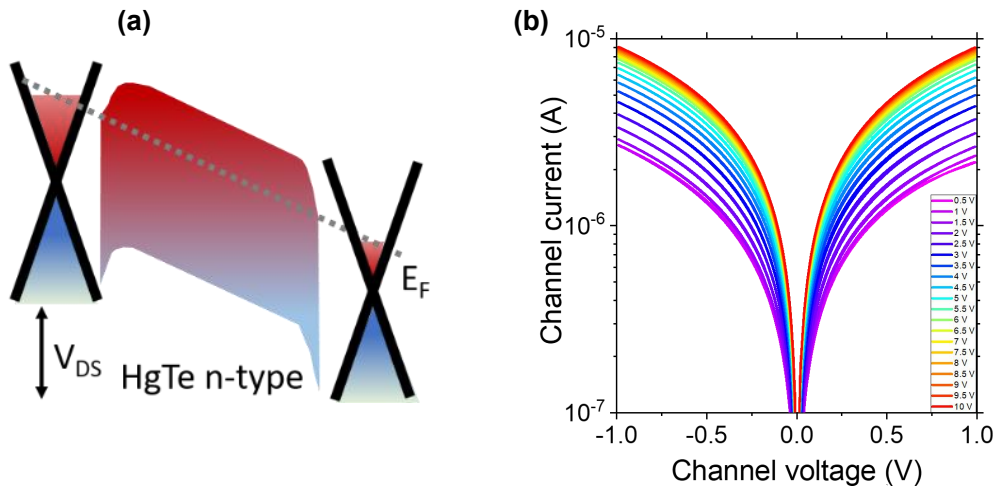 (a)
E_F
V_DS
HgTe n-type
(b)
Channel current (A)
10^-5
10^-6
10^-7
-1.0 -0.5 0.0 0.5 1.0
Channel voltage (V)
0.5 V
1 V
1.5 V
2 V
2.5 V
3 V
3.5 V
4 V
4.5 V
5 V
5.5 V
6 V
6.5 V
7 V
7.5 V
8 V
8.5 V
9 V
9.5 V
10 V